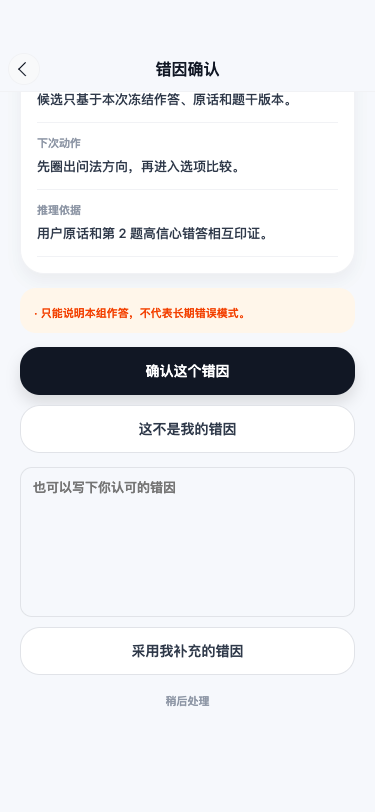 错因确认
候选只基于本次冻结作答、原话和题干版本。
下次动作
先圈出问法方向，再进入选项比较。
推理依据
用户原话和第 2 题高信心错答相互印证。
· 只能说明本组作答，不代表长期错误模式。
确认这个错因
这不是我的错因
也可以写下你认可的错因
采用我补充的错因
稍后处理